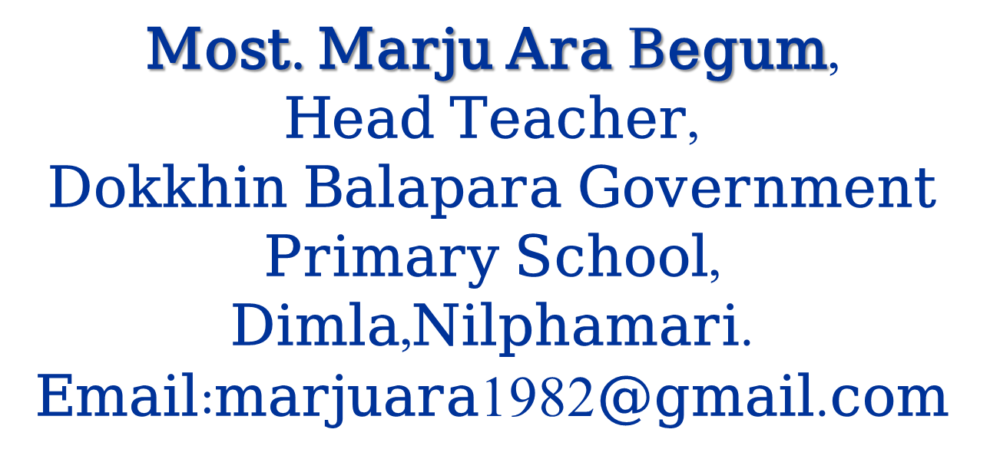 Most. Marju Ara Begum,
Head Teacher,
Dokkhin Balapara Government
Primary School,
Dimla,Nilphamari.
Email:marjuara1982@gmail.com